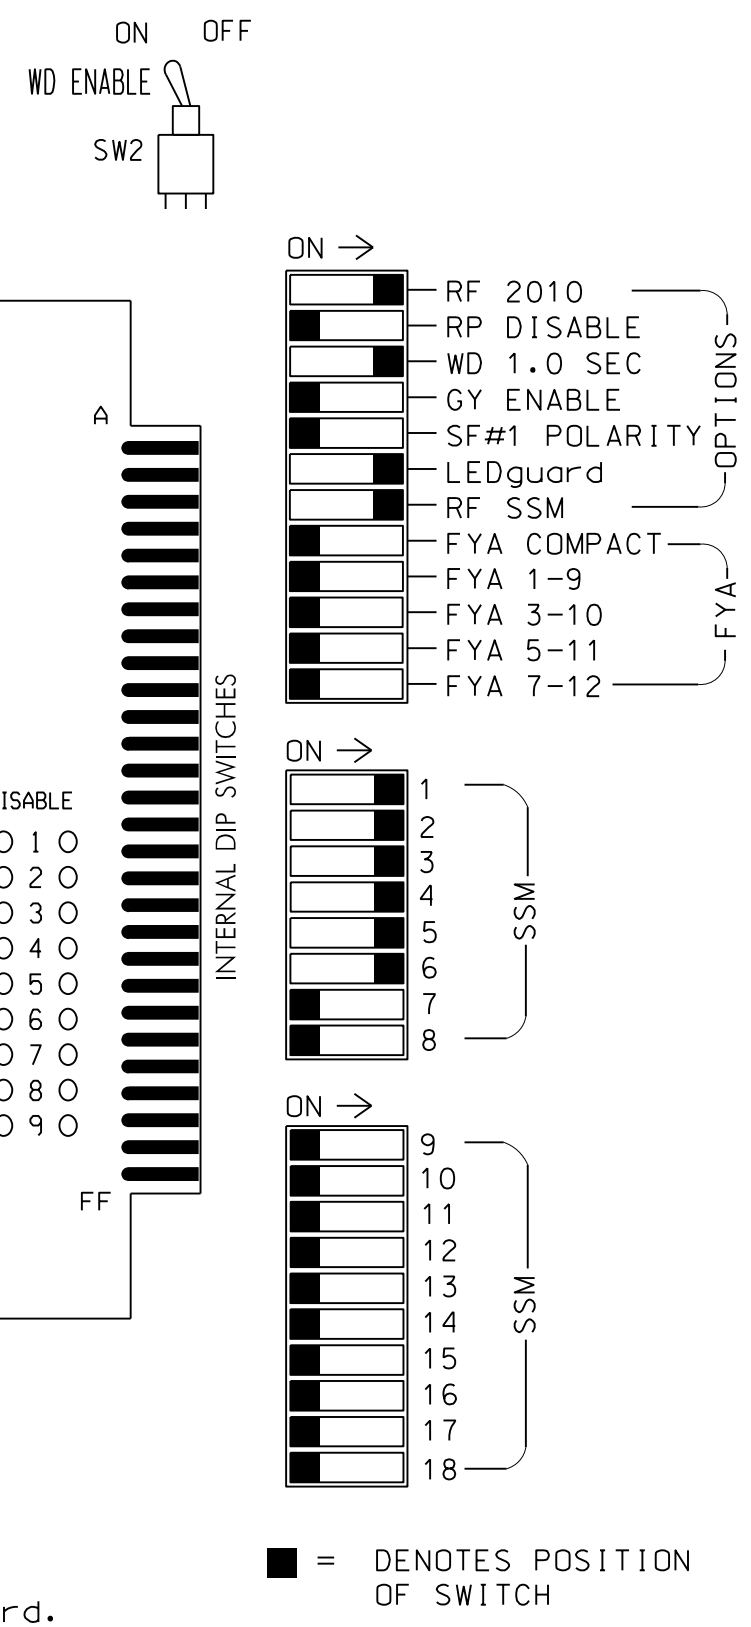 ON OFF
WD ENABLE
SW2
ON
RF 2010
RP DISABLE
WD 1.0 SEC
GY ENABLE
SF#1 POLARITY
LEDguard
RF SSM
OPTIONS
FYA COMPACT
FYA 1-9
FYA 3-10
FYA 5-11
FYA 7-12
FYA
A
FF
INTERNAL DIP SWITCHES
ISABLE
1
2
3
4
5
6
7
8
9
ON
1
2
3
4
5
6
7
8
SSM
ON
9
10
11
12
13
14
15
16
17
18
SSM
= DENOTES POSITION
OF SWITCH
rd.